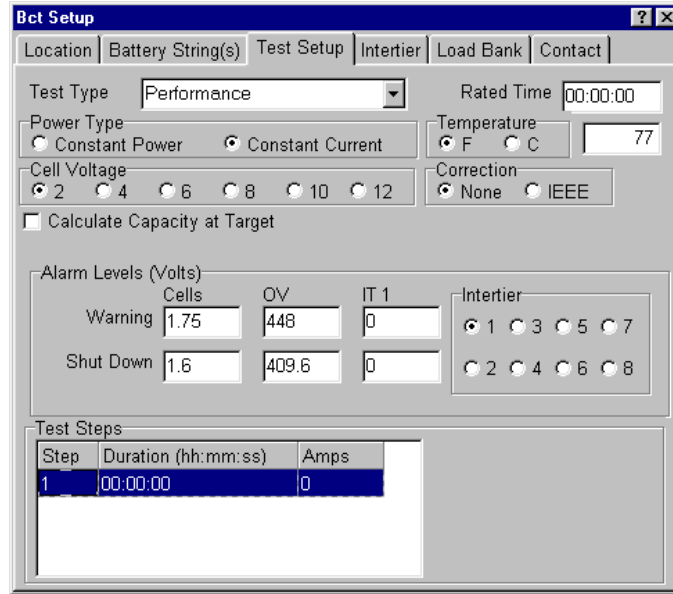 Bct Setup
Location Battery String(s) Test Setup Intertier Load Bank Contact
Test Type Performance Rated Time 00:00:00
Power Type Temperature
Constant Power Constant Current F C 77
Cell Voltage Correction
2 4 6 8 10 12 None IEEE
Calculate Capacity at Target
Alarm Levels (Volts)
Cells OV IT 1 Intertier
Warning 1.75 448 0 1 3 5 7
Shut Down 1.6 409.6 0 2 4 6 8
Test Steps
Step Duration (hh:mm:ss) Amps
1 00:00:00 0